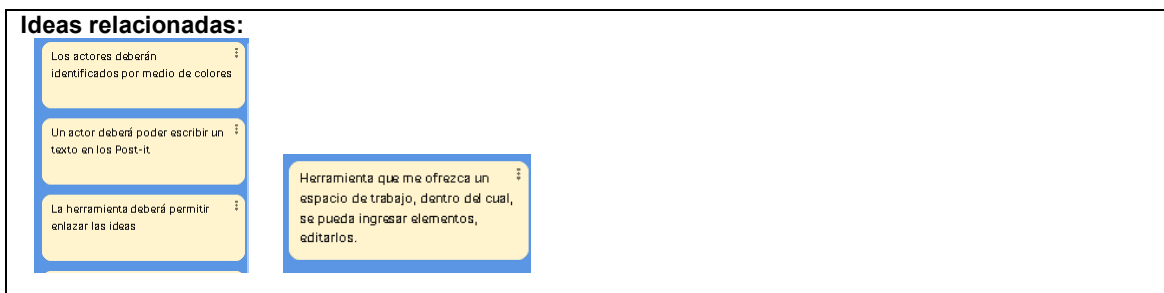 Ideas relacionadas:
Los actores deberán
identificados por medio de colores
Un actor deberá poder escribir un
texto en los Post-it
La herramienta deberá permitir
enlazar las ideas
Herramienta que me ofrezca un
espacio de trabajo, dentro del cual,
se pueda ingresar elementos,
editarlos.